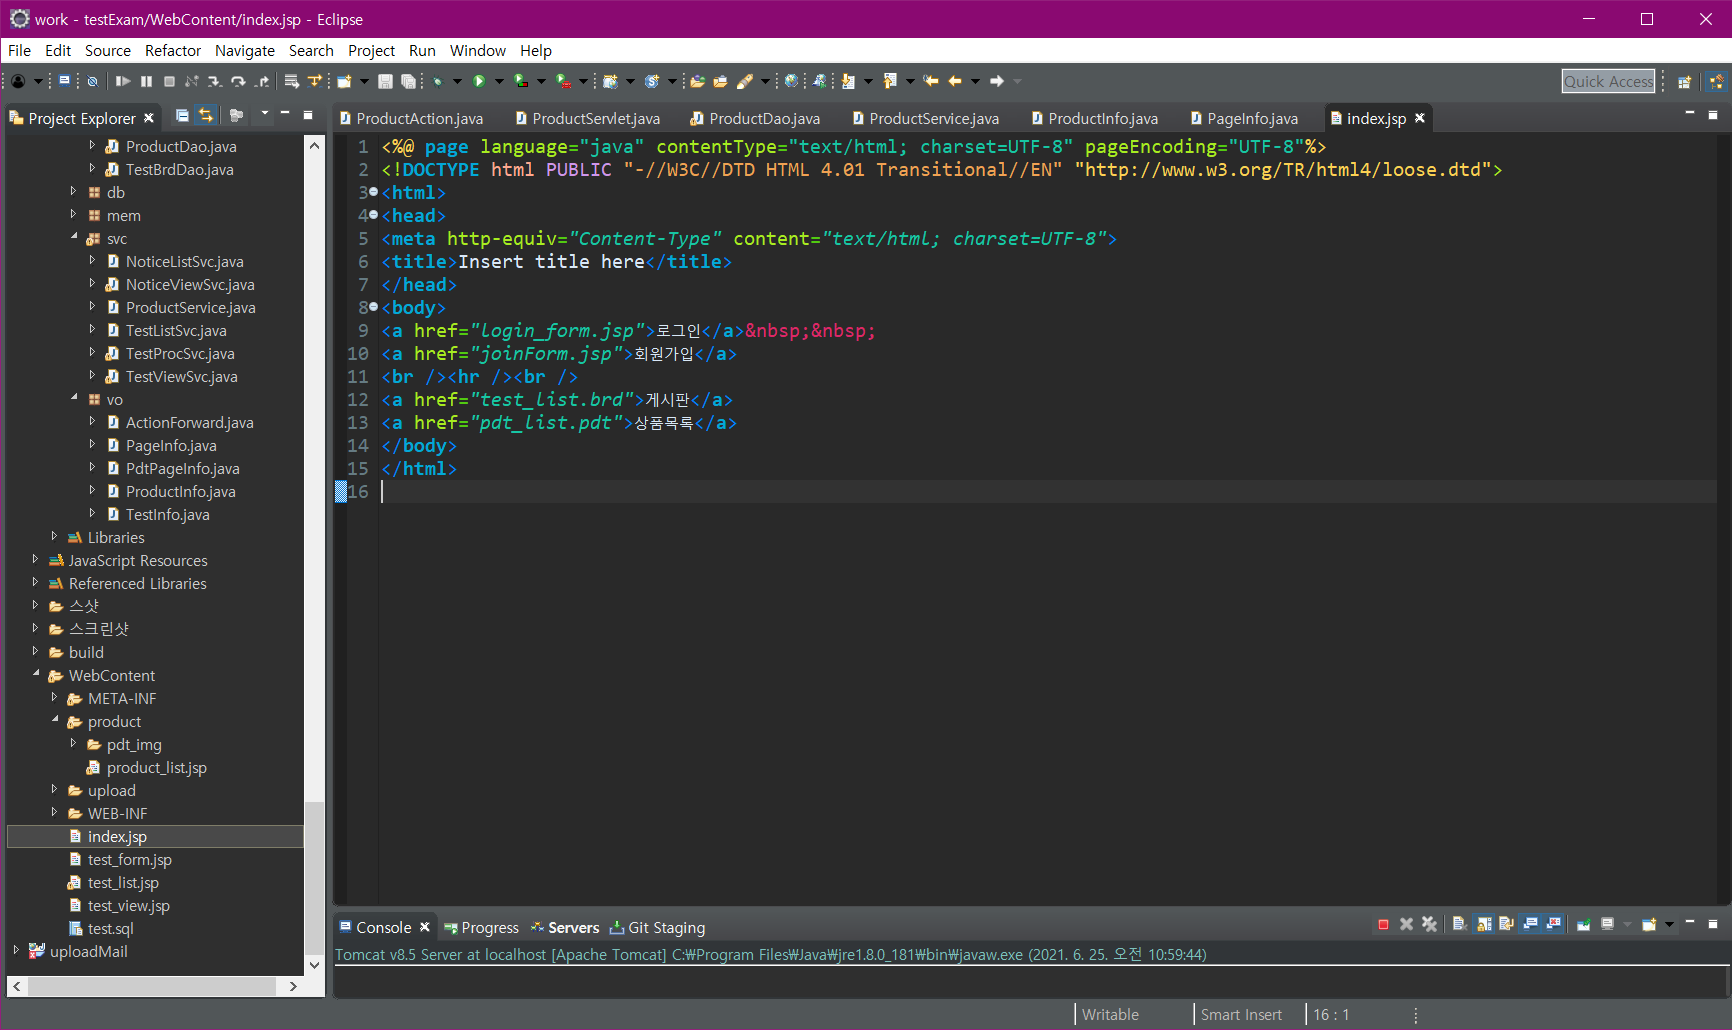 work - testExam/WebContent/index.jsp - Eclipse
File Edit Source Refactor Navigate Search Project Run Window Help
Quick Access
Project Explorer
ProductDao.java
TestBrdDao.java
db
mem
svc
NoticeListSvc.java
NoticeViewSvc.java
ProductService.java
TestListSvc.java
TestProcSvc.java
TestViewSvc.java
vo
ActionForward.java
PageInfo.java
PdtPageInfo.java
ProductInfo.java
TestInfo.java
Libraries
JavaScript Resources
Referenced Libraries
스샷
스크린샷
build
WebContent
META-INF
product
pdt_img
product_list.jsp
upload
WEB-INF
index.jsp
test_form.jsp
test_list.jsp
test_view.jsp
test.sql
uploadMail
ProductAction.java ProductServlet.java ProductDao.java ProductService.java ProductInfo.java PageInfo.java index.jsp
1 <%@ page language="java" contentType="text/html; charset=UTF-8" pageEncoding="UTF-8"%>
2 <!DOCTYPE html PUBLIC "-//W3C//DTD HTML 4.01 Transitional//EN" "http://www.w3.org/TR/html4/loose.dtd">
3 <html>
4 <head>
5 <meta http-equiv="Content-Type" content="text/html; charset=UTF-8">
6 <title>Insert title here</title>
7 </head>
8 <body>
9 <a href="login_form.jsp">로그인</a>&nbsp;&nbsp;
10 <a href="joinForm.jsp">회원가입</a>
11 <br /><hr /><br />
12 <a href="test_list.brd">게시판</a>
13 <a href="pdt_list.pdt">상품목록</a>
14 </body>
15 </html>
16
Console Progress Servers Git Staging
Tomcat v8.5 Server at localhost [Apache Tomcat] C:₩Program Files₩Java₩jre1.8.0_181₩bin₩javaw.exe (2021. 6. 25. 오전 10:59:44)
Writable Smart Insert 16 : 1